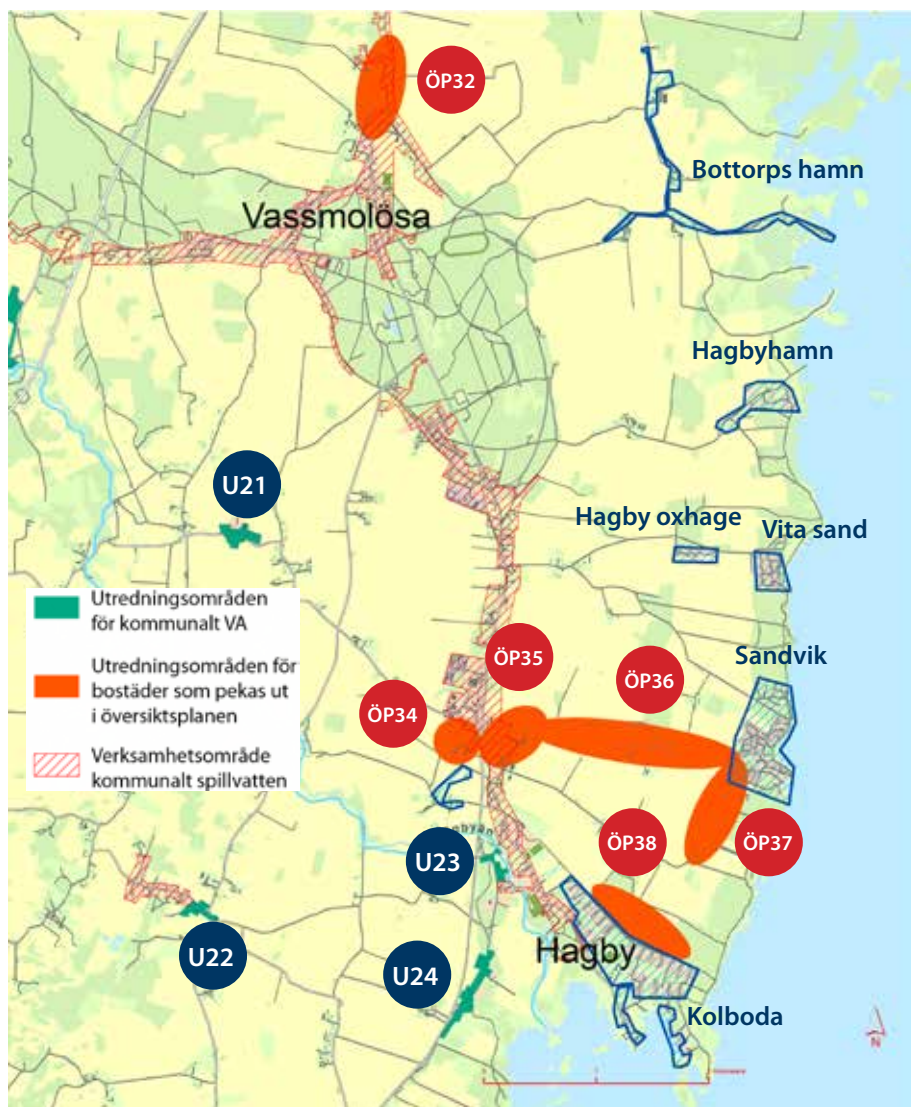 ÖP32
Bottorps hamn
Vassmolösa
Hagbyhamn
U21
Hagby oxhage
Vita sand
Utredningsområden
för kommunalt VA
Utredningsområden för
bostäder som pekas ut
i översiktsplanen
Verksamhetsområde
kommunalt spillvatten
Sandvik
ÖP35
ÖP36
ÖP34
ÖP38
ÖP37
U23
U22
U24
Hagby
Kolboda
N